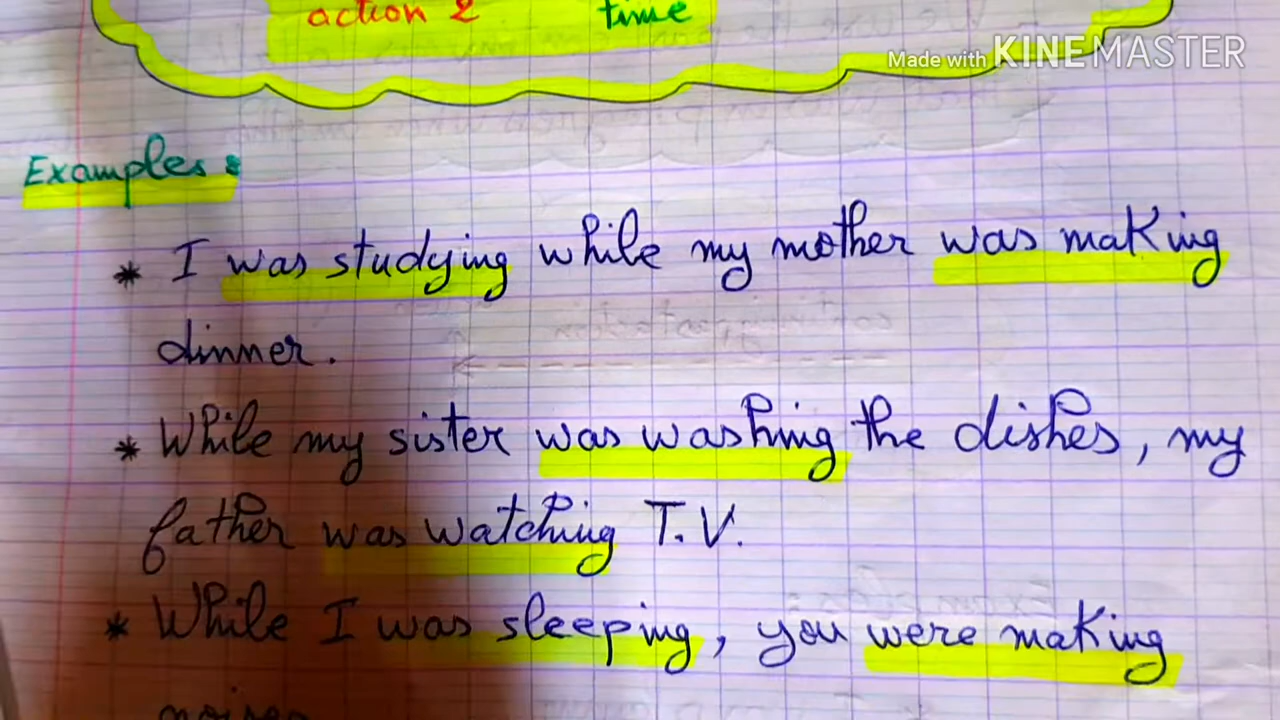 action 2 time
Made with KINEMASTER
Examples:
* I was studying while my mother was making
dinner.
* While my sister was washing the dishes, my
father was watching T.V.
* While I was sleeping, you were making